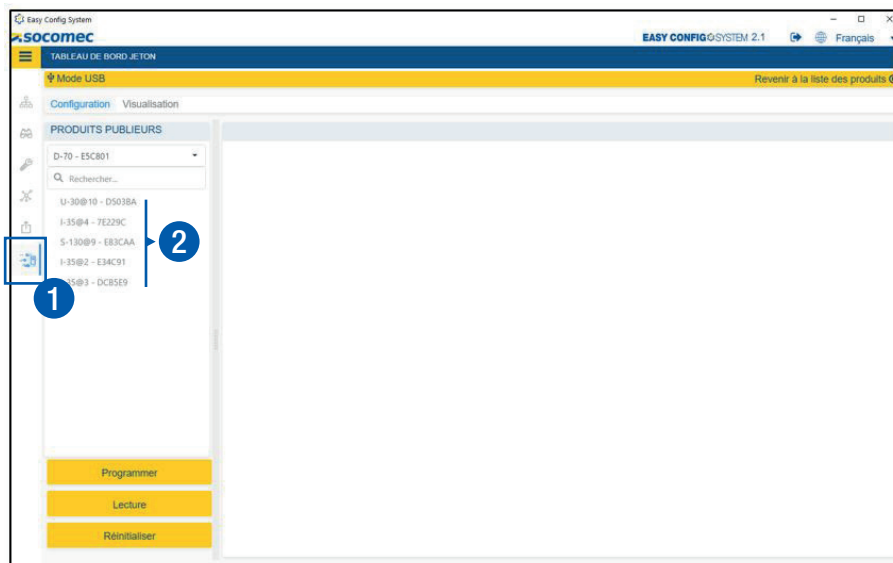 Easy Config System
socomec
EASY CONFIG SYSTEM 2.1
Français
TABLEAU DE BORD JETON
Mode USB
Revenir à la liste des produits
Configuration Visualisation
PRODUITS PUBLIEURS
D-70 - E5C801
Rechercher...
U-30@10 - D503BA
I-35@4 - 7E229C
S-130@9 - E83CAA
2
I-35@2 - E34C91
1
35@3 - DCB5E9
Programmer
Lecture
Réinitialiser